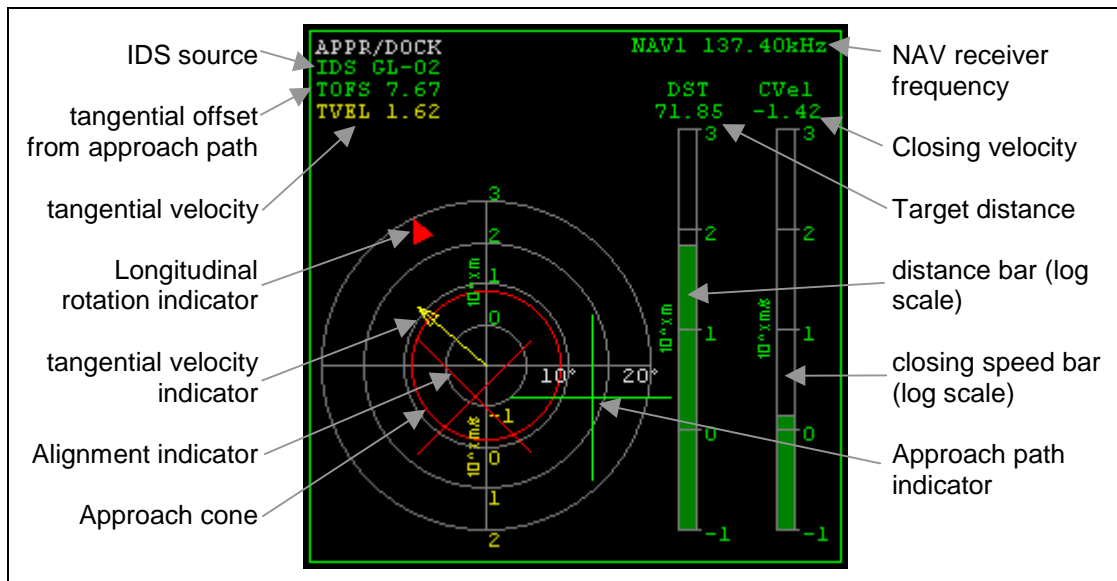 IDS source
tangential offset
from approach path
tangential velocity
Longitudinal
rotation indicator
tangential velocity
indicator
Alignment indicator
Approach cone
APPR/DOCK
IDS GL-02
TOFS 7.67
TVEL 1.62
NAV1 137.40kHz
DST
CVel
71.85
-1.42
3
2
1
0
10^xm
10°
20°
-1
0
1
2
10^xm/s
3
2
1
0
-1
10^xm
3
2
1
0
-1
10^xm/s
NAV receiver
frequency
Closing velocity
Target distance
distance bar (log
scale)
closing speed bar
(log scale)
Approach path
indicator